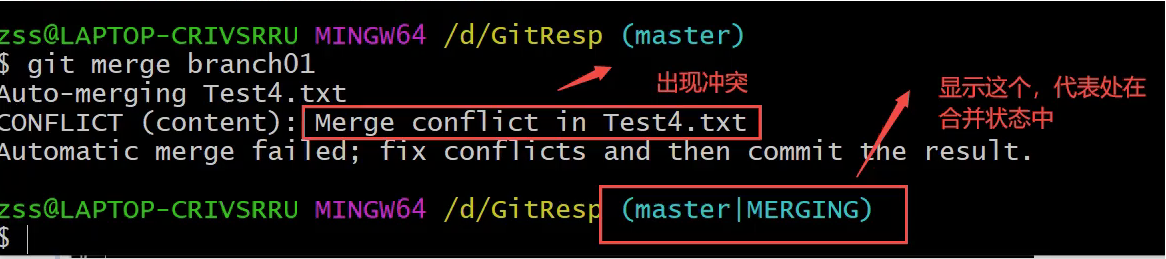 zss@LAPTOP-CRIVSRRU MINGW64 /d/GitResp (master)
$ git merge branch01
Auto-merging Test4.txt
出现冲突
显示这个，代表处在
合并状态中
CONFLICT (content): Merge conflict in Test4.txt
Automatic merge failed; fix conflicts and then commit the result.
zss@LAPTOP-CRIVSRRU MINGW64 /d/GitResp (master|MERGING)
$